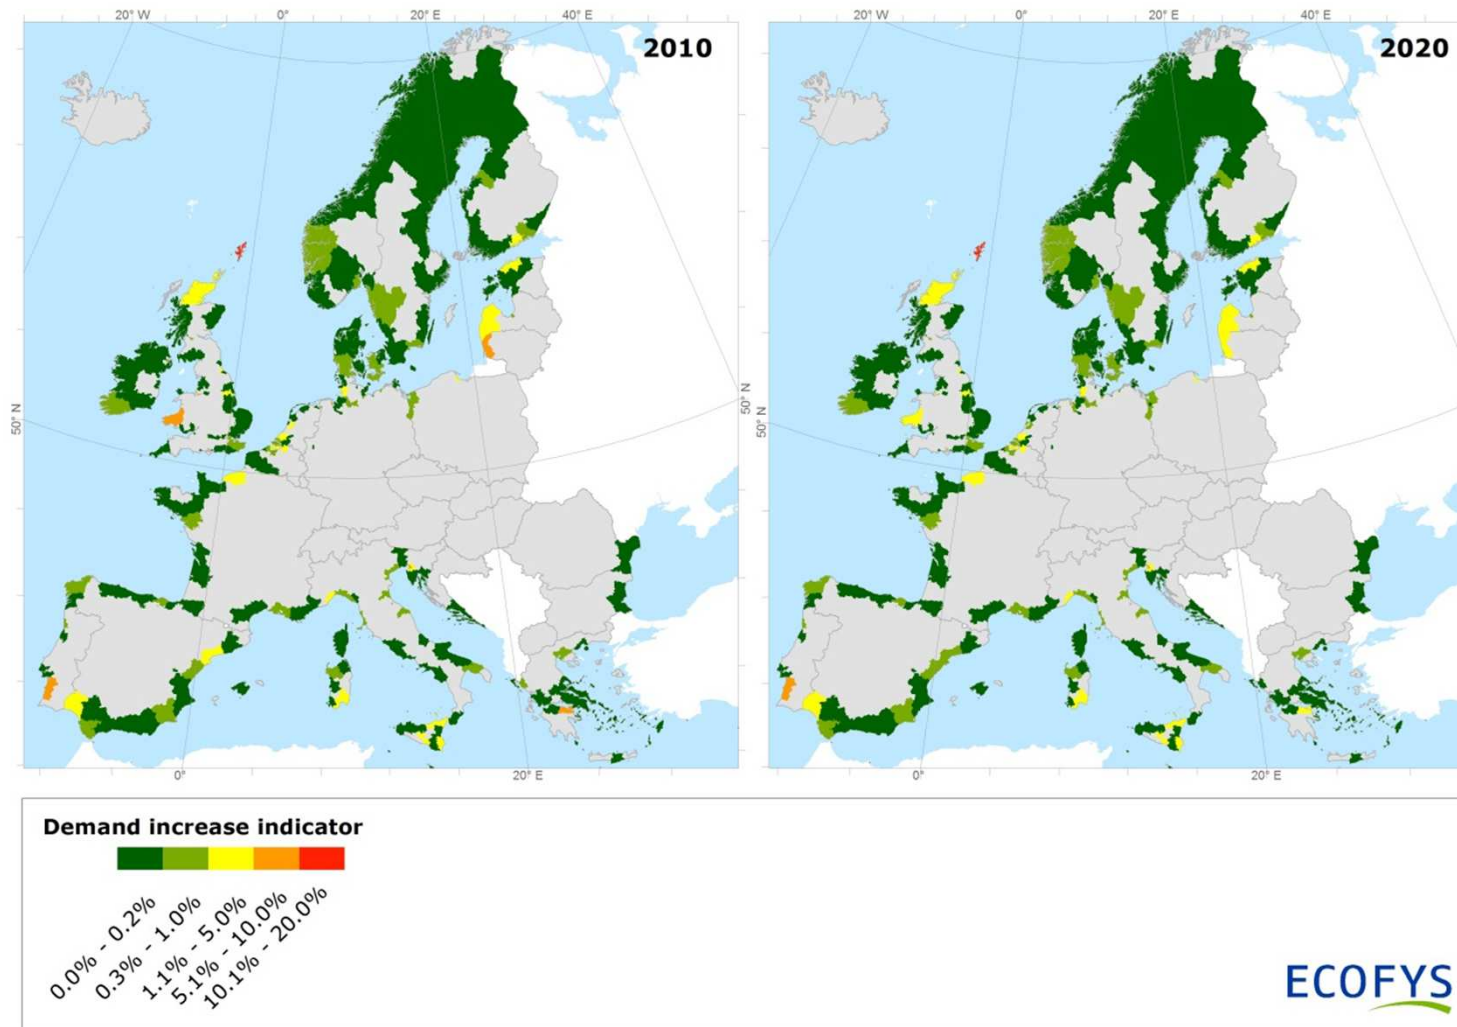 20° W 0° 20° E 40° E
20° W 0° 20° E 40° E
2010
2020
50° N
50° N
50° N
0° 20° E
0° 20° E
Demand increase indicator
0.0% - 0.2%
0.3% - 1.0%
1.1% - 5.0%
5.1% - 10.0%
10.1% - 20.0%
ECOFYS